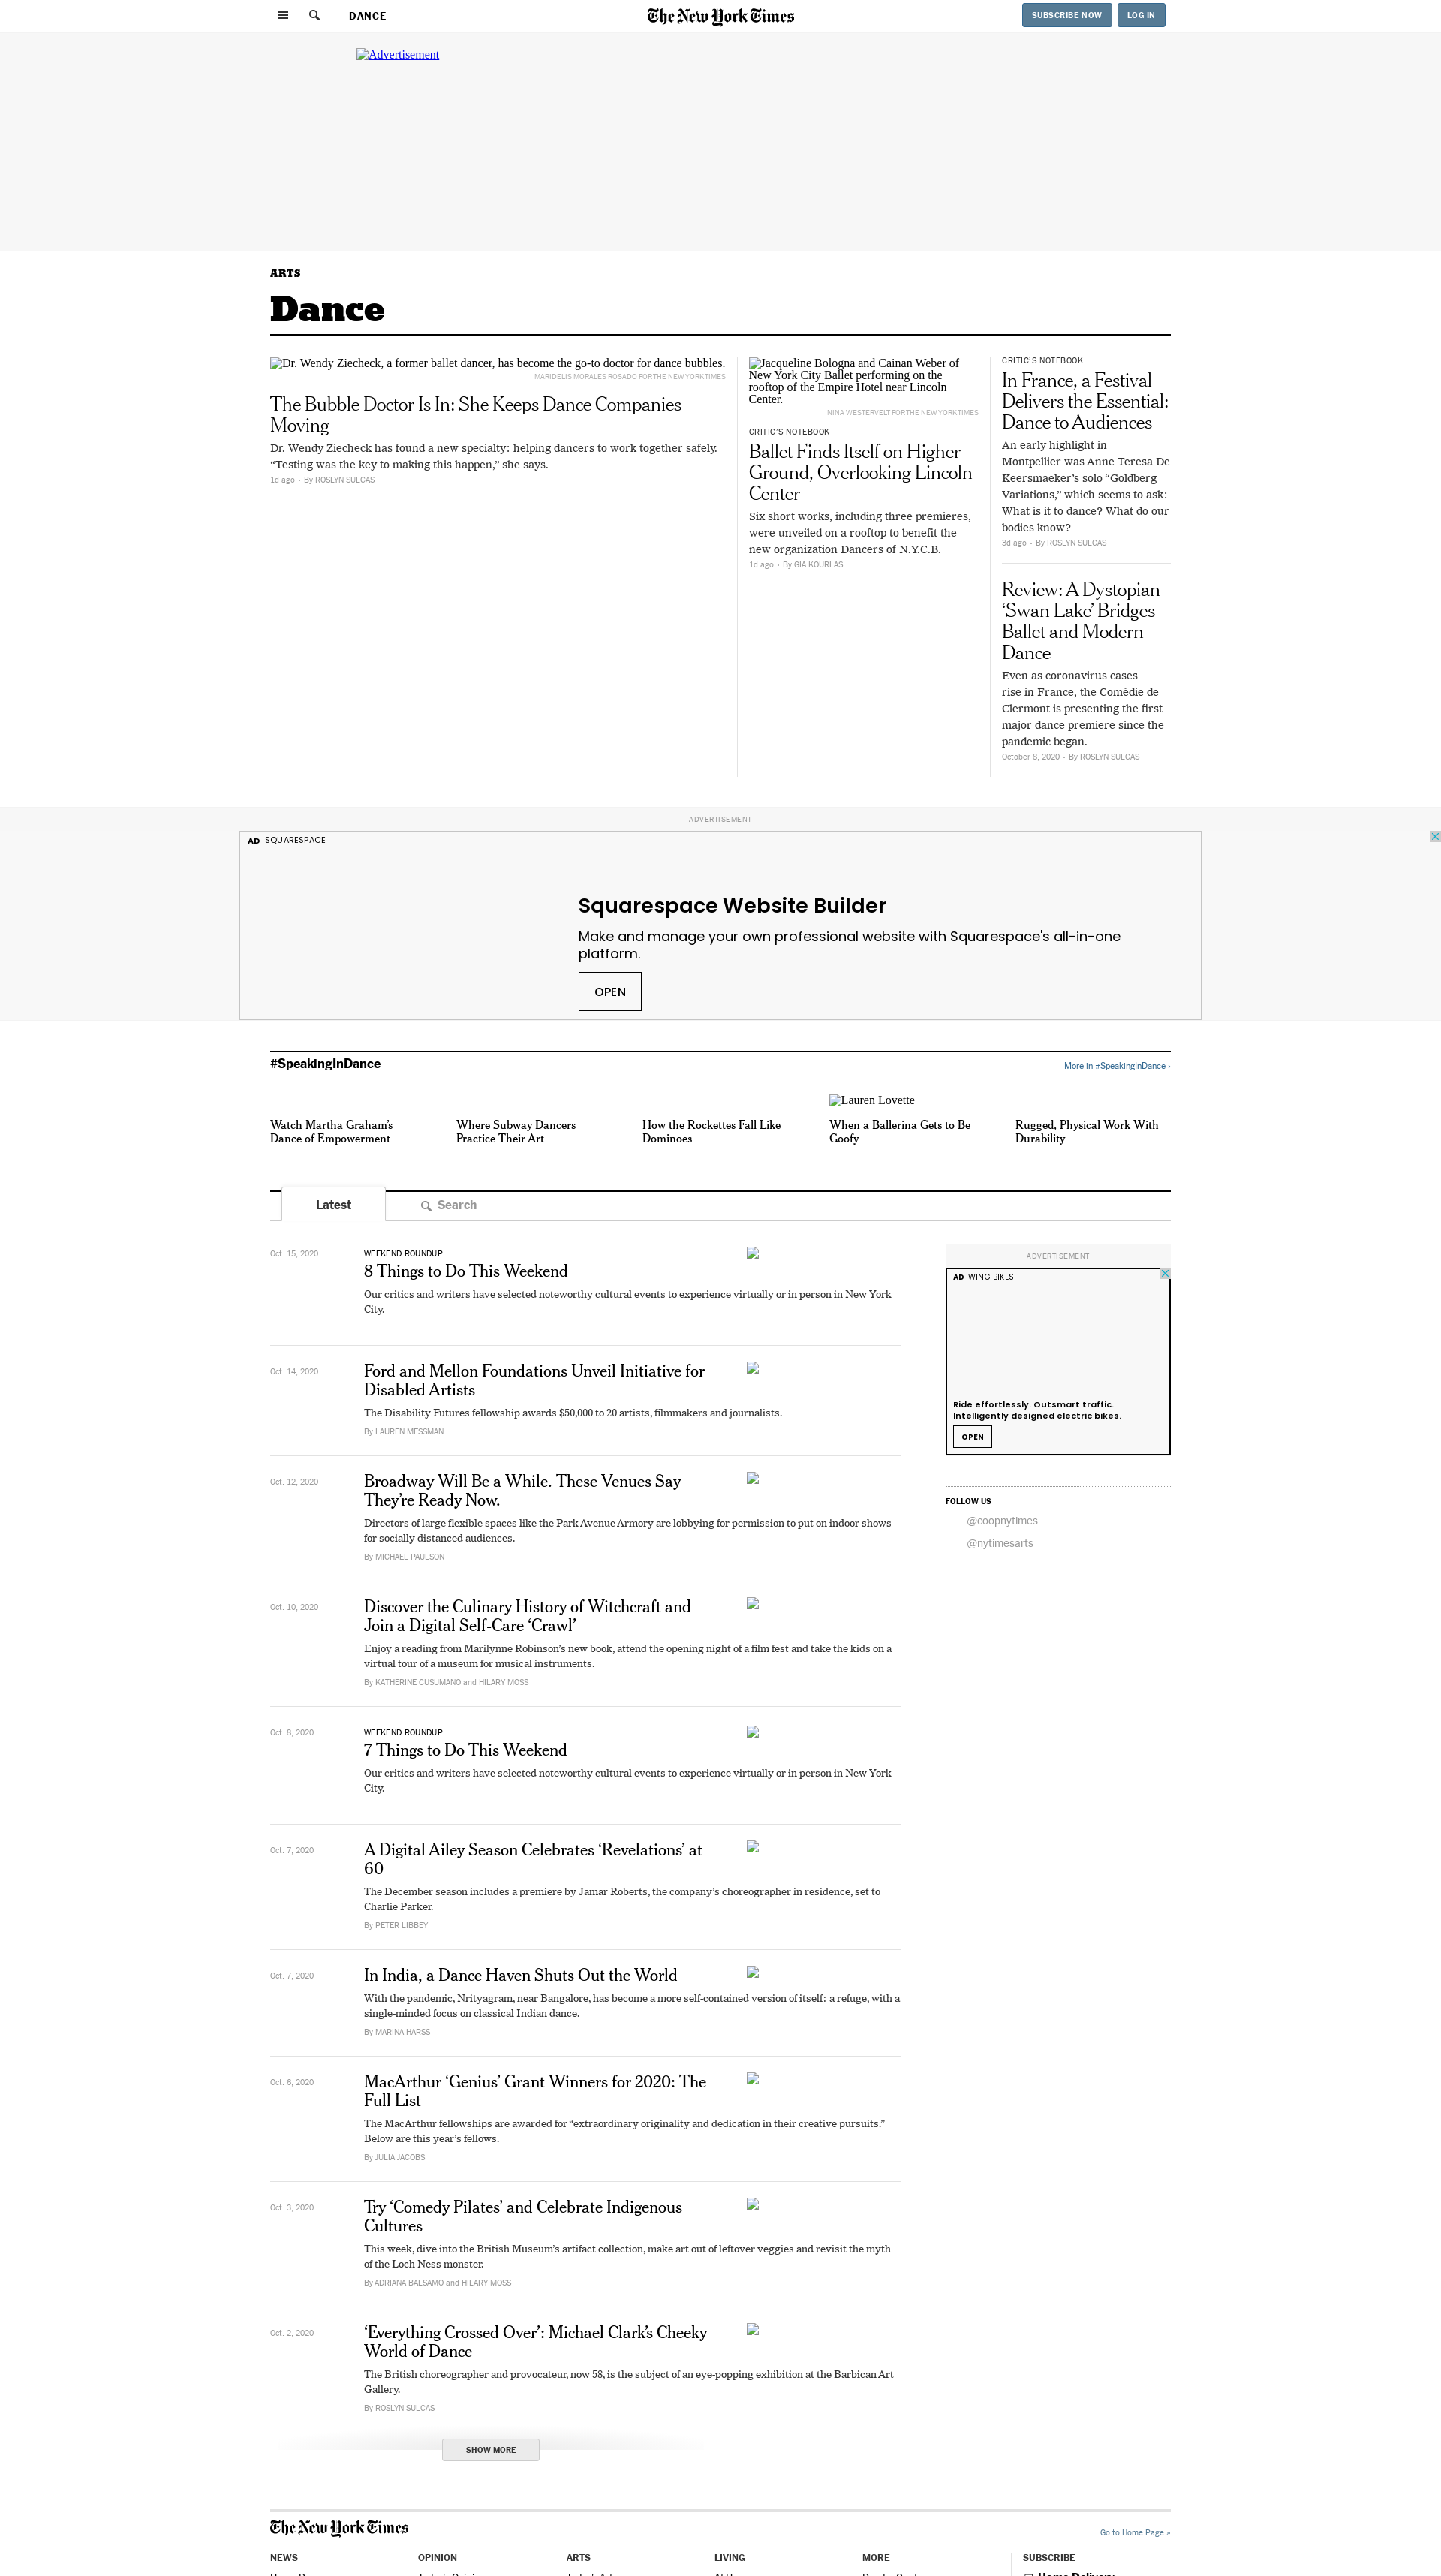 DANCE
The New York Times
SUBSCRIBE NOW
LOG IN
Advertisement
ARTS
Dance
Dr. Wendy Ziecheck, a former ballet dancer, has become the go-to doctor for dance bubbles.
MARIDELIS MORALES ROSADO FOR THE NEW YORK TIMES
The Bubble Doctor Is In: She Keeps Dance Companies
Moving
Dr. Wendy Ziecheck has found a new specialty: helping dancers to work together safely.
“Testing was the key to making this happen,” she says.
1d ago • By ROSLYN SULCAS
Jacqueline Bologna and Cainan Weber of
New York City Ballet performing on the
rooftop of the Empire Hotel near Lincoln
Center.
NINA WESTERVELT FOR THE NEW YORK TIMES
CRITIC’S NOTEBOOK
Ballet Finds Itself on Higher
Ground, Overlooking Lincoln
Center
Six short works, including three premieres,
were unveiled on a rooftop to benefit the
new organization Dancers of N.Y.C.B.
1d ago • By GIA KOURLAS
CRITIC’S NOTEBOOK
In France, a Festival
Delivers the Essential:
Dance to Audiences
An early highlight in
Montpellier was Anne Teresa De
Keersmaeker’s solo “Goldberg
Variations,” which seems to ask:
What is it to dance? What do our
bodies know?
3d ago • By ROSLYN SULCAS
Review: A Dystopian
‘Swan Lake’ Bridges
Ballet and Modern
Dance
Even as coronavirus cases
rise in France, the Comédie de
Clermont is presenting the first
major dance premiere since the
pandemic began.
October 8, 2020 • By ROSLYN SULCAS
ADVERTISEMENT
AD SQUARESPACE
Squarespace Website Builder
Make and manage your own professional website with Squarespace's all-in-one
platform.
OPEN
#SpeakingInDance
More in #SpeakingInDance ›
Watch Martha Graham’s
Dance of Empowerment
Where Subway Dancers
Practice Their Art
How the Rockettes Fall Like
Dominoes
Lauren Lovette
When a Ballerina Gets to Be
Goofy
Rugged, Physical Work With
Durability
Latest
Search
Oct. 15, 2020
WEEKEND ROUNDUP
8 Things to Do This Weekend
Our critics and writers have selected noteworthy cultural events to experience virtually or in person in New York
City.
Oct. 14, 2020
Ford and Mellon Foundations Unveil Initiative for
Disabled Artists
The Disability Futures fellowship awards $50,000 to 20 artists, filmmakers and journalists.
By LAUREN MESSMAN
Oct. 12, 2020
Broadway Will Be a While. These Venues Say
They’re Ready Now.
Directors of large flexible spaces like the Park Avenue Armory are lobbying for permission to put on indoor shows
for socially distanced audiences.
By MICHAEL PAULSON
Oct. 10, 2020
Discover the Culinary History of Witchcraft and
Join a Digital Self-Care ‘Crawl’
Enjoy a reading from Marilynne Robinson’s new book, attend the opening night of a film fest and take the kids on a
virtual tour of a museum for musical instruments.
By KATHERINE CUSUMANO and HILARY MOSS
Oct. 8, 2020
WEEKEND ROUNDUP
7 Things to Do This Weekend
Our critics and writers have selected noteworthy cultural events to experience virtually or in person in New York
City.
Oct. 7, 2020
A Digital Ailey Season Celebrates ‘Revelations’ at
60
The December season includes a premiere by Jamar Roberts, the company’s choreographer in residence, set to
Charlie Parker.
By PETER LIBBEY
Oct. 7, 2020
In India, a Dance Haven Shuts Out the World
With the pandemic, Nrityagram, near Bangalore, has become a more self-contained version of itself: a refuge, with a
single-minded focus on classical Indian dance.
By MARINA HARSS
Oct. 6, 2020
MacArthur ‘Genius’ Grant Winners for 2020: The
Full List
The MacArthur fellowships are awarded for “extraordinary originality and dedication in their creative pursuits.”
Below are this year’s fellows.
By JULIA JACOBS
Oct. 3, 2020
Try ‘Comedy Pilates’ and Celebrate Indigenous
Cultures
This week, dive into the British Museum’s artifact collection, make art out of leftover veggies and revisit the myth
of the Loch Ness monster.
By ADRIANA BALSAMO and HILARY MOSS
Oct. 2, 2020
‘Everything Crossed Over’: Michael Clark’s Cheeky
World of Dance
The British choreographer and provocateur, now 58, is the subject of an eye-popping exhibition at the Barbican Art
Gallery.
By ROSLYN SULCAS
SHOW MORE
ADVERTISEMENT
AD WING BIKES
Ride effortlessly. Outsmart traffic.
Intelligently designed electric bikes.
OPEN
FOLLOW US
@coopnytimes
@nytimesarts
The New York Times
Go to Home Page »
NEWS
OPINION
ARTS
LIVING
MORE
SUBSCRIBE